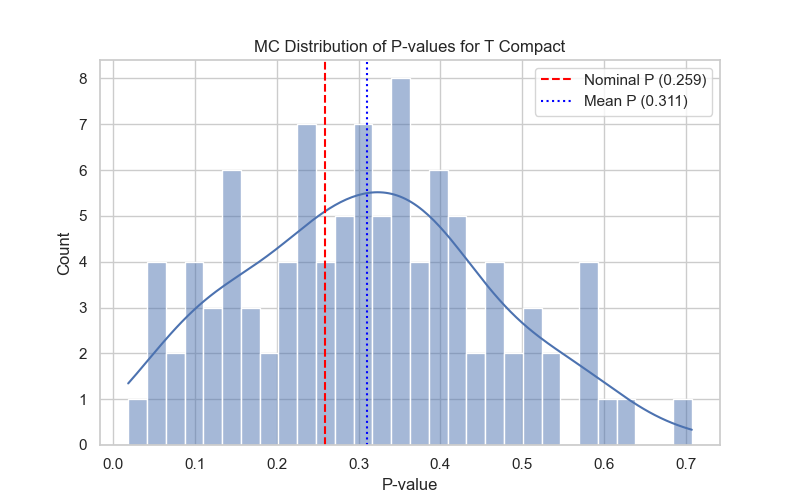 MC Distribution of P-values for T Compact
Nominal P (0.259)
Mean P (0.311)
Count
8
7
6
5
4
3
2
1
0
0.0 0.1 0.2 0.3 0.4 0.5 0.6 0.7
P-value